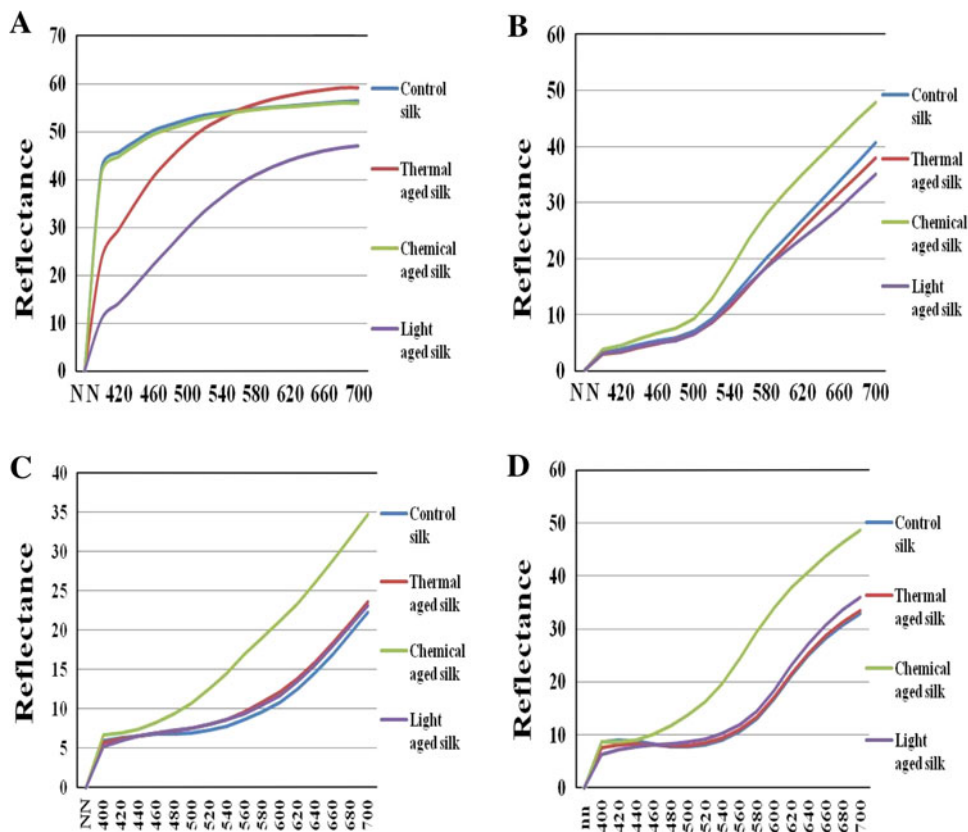 A
Reflectance
70
60
50
40
30
20
10
0
N N 420 460 500 540 580 620 660 700
Control
silk
Thermal
aged silk
Chemical
aged silk
Light
aged silk
B
Reflectance
60
50
40
30
20
10
0
N N 420 460 500 540 580 620 660 700
Control
silk
Thermal
aged silk
Chemical
aged silk
Light
aged silk
C
Reflectance
40
35
30
25
20
15
10
5
0
NN 400 420 440 460 480 500 520 540 560 580 600 620 640 660 680 700
Control
silk
Thermal
aged silk
Chemical
aged silk
Light
aged silk
D
Reflectance
60
50
40
30
20
10
0
nn 400 420 440 460 480 500 520 540 560 580 600 620 640 660 680 700
Control
silk
Thermal
aged silk
Chemical
aged silk
Light
aged silk